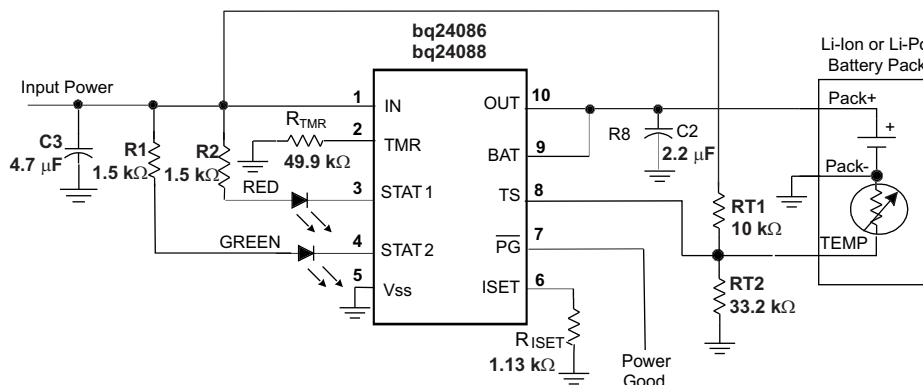 bq24086
bq24088
Li-Ion or Li-Po
Battery Pack
Input Power
1
IN
OUT
10
Pack+
+
C3
4.7 μF
R1
1.5 kΩ
R2
1.5 kΩ
RTMR
49.9 kΩ
2
TMR
R8
C2
2.2 μF
BAT
9
RED
3
STAT1
TS
8
Pack-
RT1
10 kΩ
GREEN
4
STAT2
PG
7
TEMP
5
Vss
ISET
6
RT2
33.2 kΩ
RISET
1.13 kΩ
Power
Good